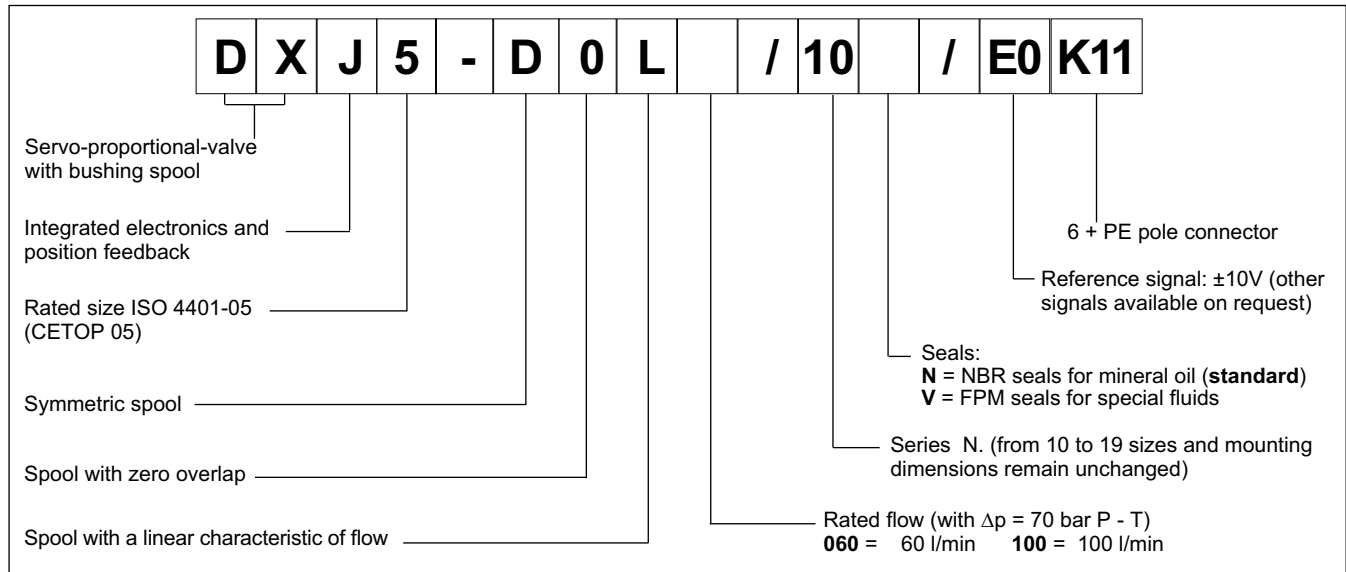 D X J 5 - D 0 L / 10 / E0 K11
Servo-proportional-valve
with bushing spool
Integrated electronics and
position feedback
Rated size ISO 4401-05
(CETOP 05)
Symmetric spool
Spool with zero overlap
Spool with a linear characteristic of flow
6 + PE pole connector
Reference signal: ±10V (other
signals available on request)
Seals:
N = NBR seals for mineral oil (standard)
V = FPM seals for special fluids
Series N. (from 10 to 19 sizes and mounting
dimensions remain unchanged)
Rated flow (with Δp = 70 bar P - T)
060 = 60 l/min 100 = 100 l/min